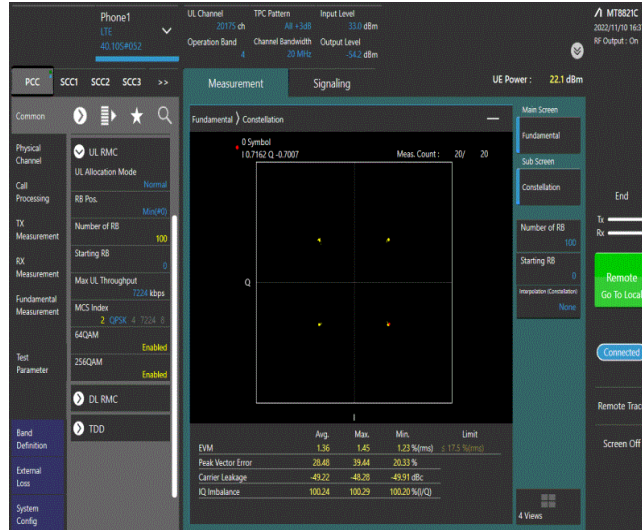 Phone1
LTE
40.105#052
UL Channel
20175 ch
TPC Pattern
All +3dB
Input Level
33.0 dBm
Operation Band
4
Channel Bandwidth
20 MHz
Output Level
-54.2 dBm
MT8821C
2022/11/10 16:3
RF Output : On
PCC SCC1 SCC2 SCC3 >>
Measurement Signaling
UE Power : 22.1 dBm
Common
Physical
Channel
Call
Processing
TX
Measurement
RX
Measurement
Fundamental
Measurement
Test
Parameter
Band
Definition
External
Loss
System
Config
UL RMC
UL Allocation Mode
Normal
RB Pos.
Min(#0)
Number of RB
100
Starting RB
0
Max UL Throughput
7224 kbps
MCS Index
2 QPSK 4 7224 8
64QAM
Enabled
256QAM
Enabled
DL RMC
TDD
Fundamental ⟩ Constellation
0 Symbol
I 0.7162 Q -0.7007
Meas. Count : 20/ 20
Q
I
Avg. Max. Min. Limit
EVM 1.36 1.45 1.23 %(rms) ≤ 17.5 %(rms)
Peak Vector Error 28.48 39.44 20.33 %
Carrier Leakage -49.22 -48.28 -49.91 dBc
IQ Imbalance 100.24 100.29 100.20 %(I/Q)
Main Screen
Fundamental
Sub Screen
Constellation
Number of RB
100
Starting RB
0
Interpolation (Constellation)
None
4 Views
End
Tx
Rx
Remote
Go To Local
Connected
Remote Trac
Screen Off